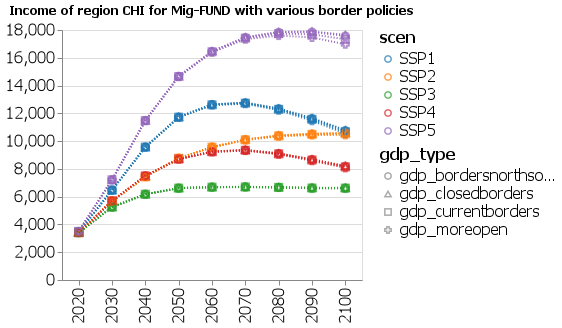 Income of region CHI for Mig-FUND with various border policies
18,000
16,000
14,000
12,000
10,000
8,000
6,000
4,000
2,000
0
2020
2030
2040
2050
2060
2070
2080
2090
2100
scen
SSP1
SSP2
SSP3
SSP4
SSP5
gdp_type
gdp_bordersnorthso...
gdp_closedborders
gdp_currentborders
gdp_moreopen